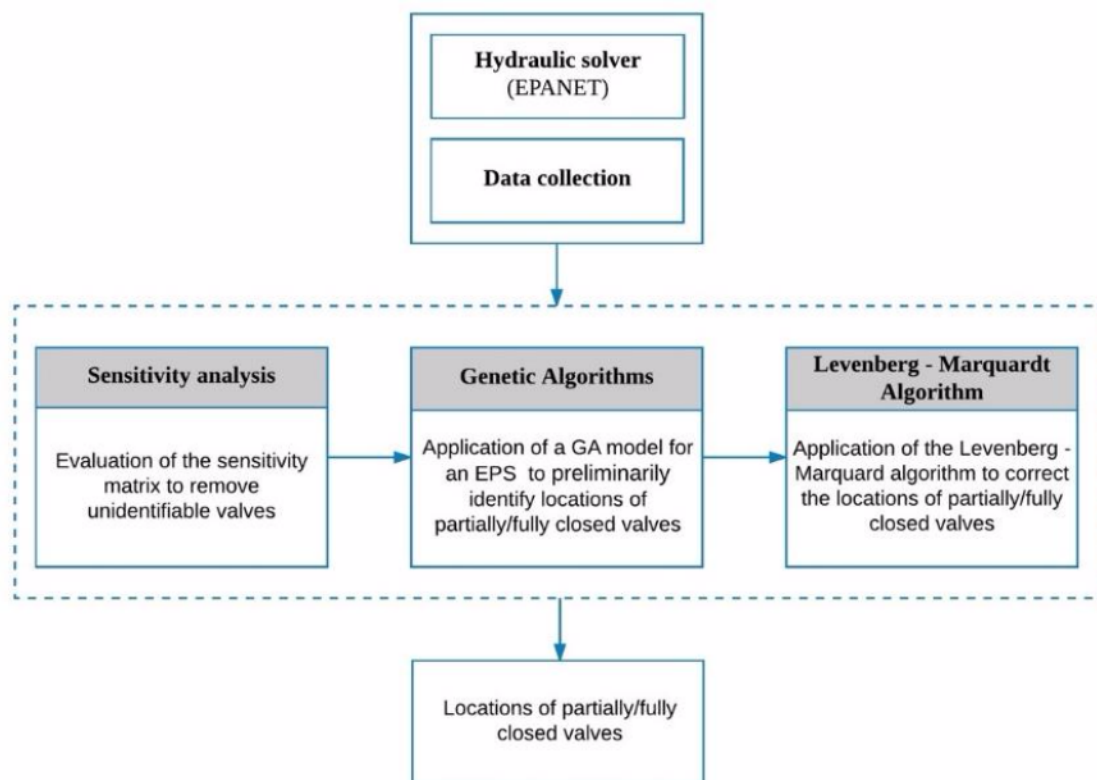 Hydraulic solver
(EPANET)
Data collection
Sensitivity analysis
Evaluation of the sensitivity
matrix to remove
unidentifiable valves
Genetic Algorithms
Application of a GA model for
an EPS to preliminarily
identify locations of
partially/fully closed valves
Levenberg - Marquardt
Algorithm
Application of the Levenberg -
Marquard algorithm to correct
the locations of partially/fully
closed valves
Locations of partially/fully
closed valves